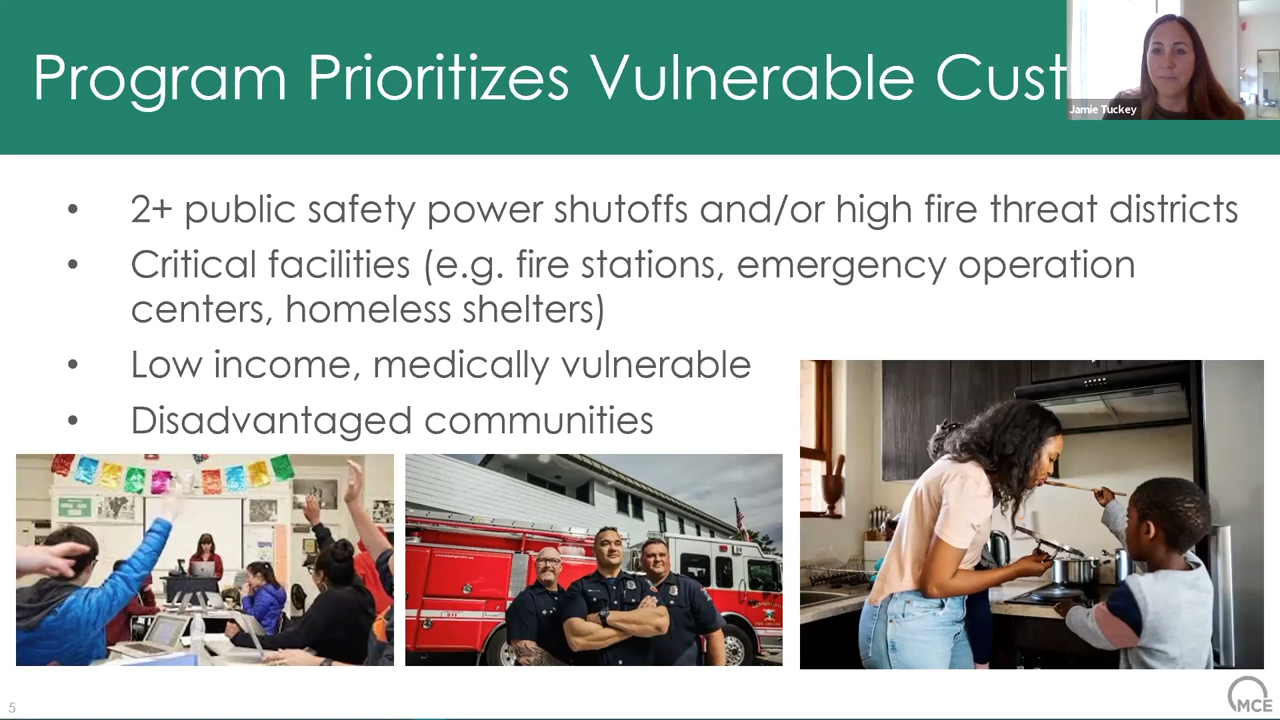 Program Prioritizes Vulnerable Cust
Jamie Tuckey
• 2+ public safety power shutoffs and/or high fire threat districts
• Critical facilities (e.g. fire stations, emergency operation
centers, homeless shelters)
• Low income, medically vulnerable
• Disadvantaged communities
5
MCE